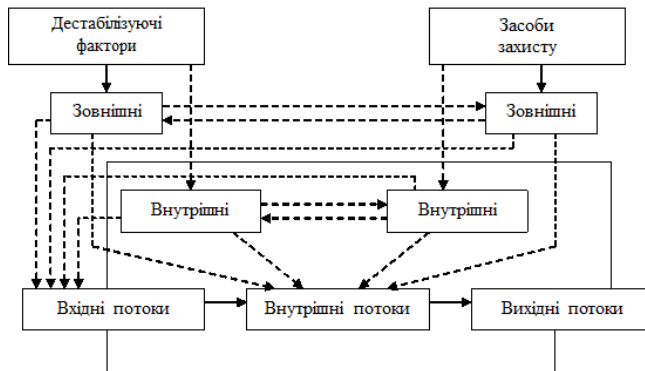 Дестабілізуючі
фактори
Засоби
захисту
Зовнішні
Зовнішні
Внутрішні
Внутрішні
Вхідні потоки
Внутрішні потоки
Вихідні потоки